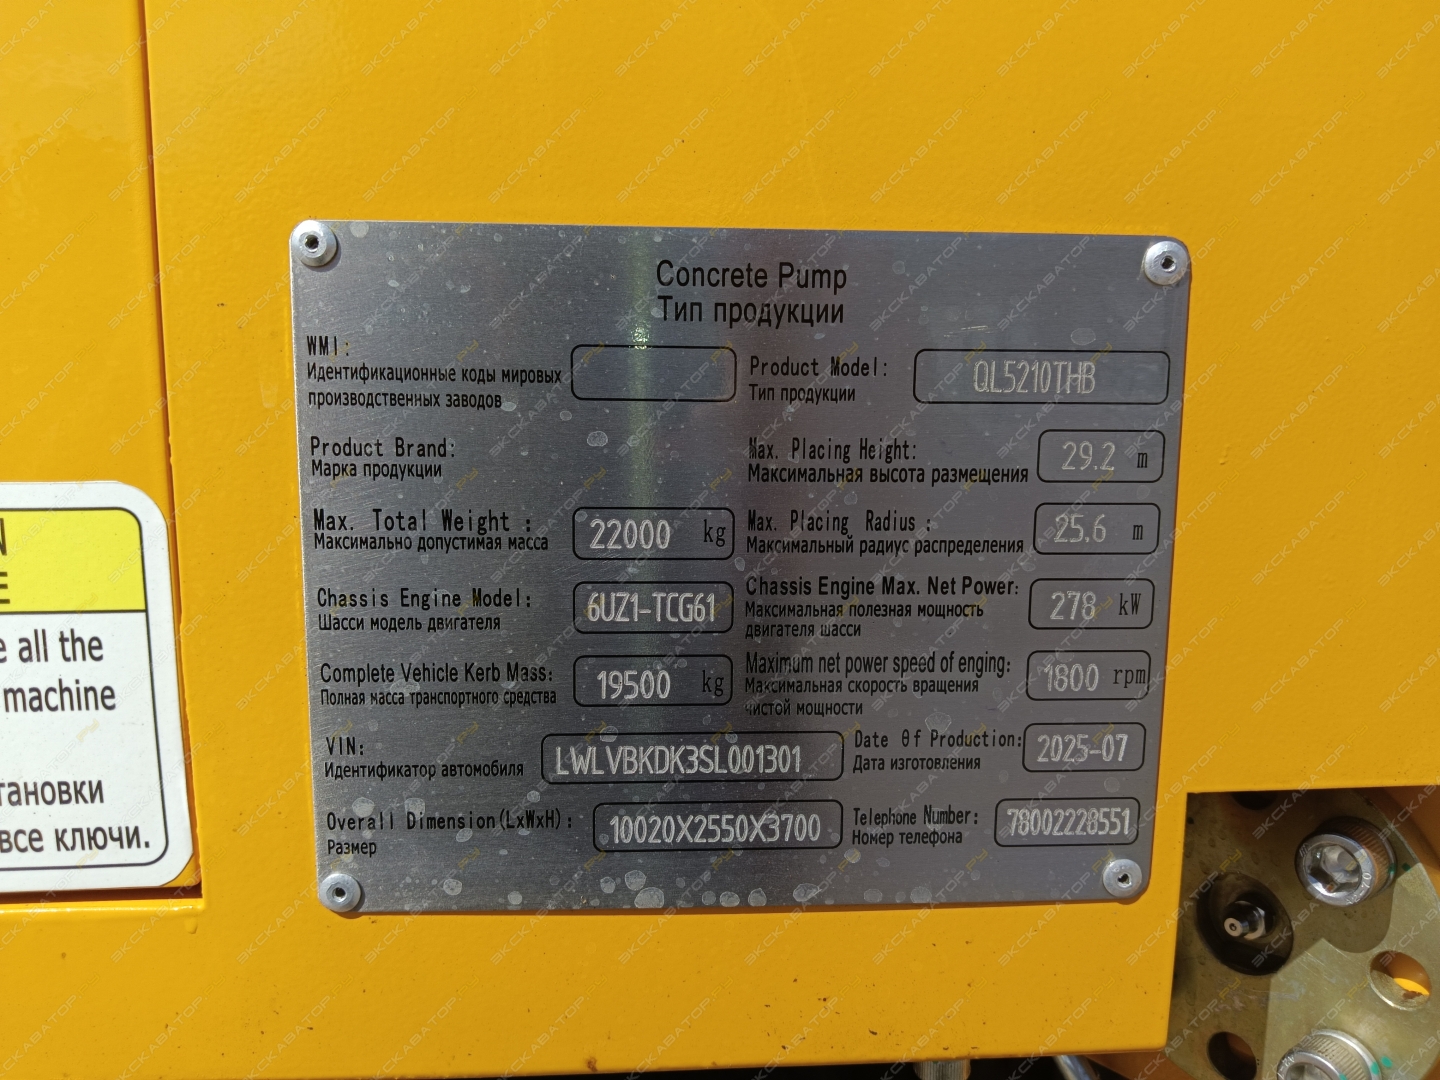 Concrete Pump
Тип продукции
WMI:
Идентификационные коды мировых
производственных заводов
Product Model: QL5210THB
Тип продукции
Product Brand:
Марка продукции
Max. Placing Height: 29.2 m
Максимальная высота размещения
Max. Total Weight : 22000 kg
Максимально допустимая масса
Max. Placing Radius : 25.6 m
Максимальный радиус распределения
Chassis Engine Model: 6UZ1-TCG61
Шасси модель двигателя
Chassis Engine Max. Net Power: 278 kW
Максимальная полезная мощность
двигателя шасси
Complete Vehicle Kerb Mass: 19500 kg
Полная масса транспортного средства
Maximum net power speed of enging: 1800 rpm
Максимальная скорость вращения
чистой мощности
VIN: LWLVBKDK3SL001301
Идентификатор автомобиля
Date Of Production: 2025-07
Дата изготовления
Overall Dimension(LxWxH): 10020X2550X3700
Размер
Telephone Number: 78002228551
Номер телефона
N
E
e all the
machine
тановки
все ключи.
ЭКСКАВАТОР.РУ